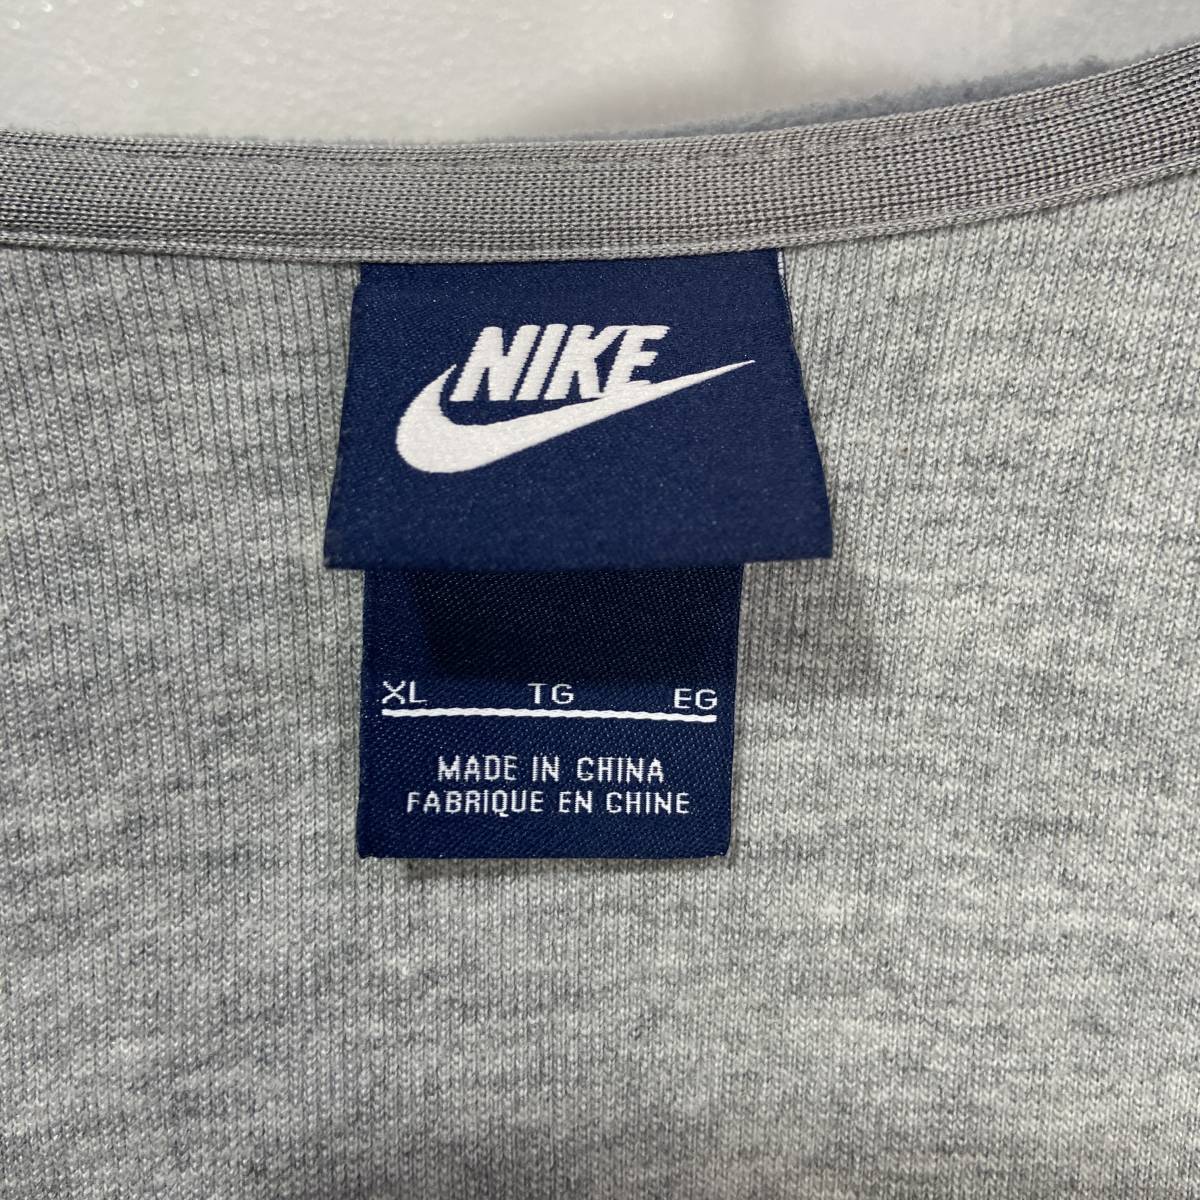 NIKE
XL TG EG
MADE IN CHINA
FABRIQUE EN CHINE